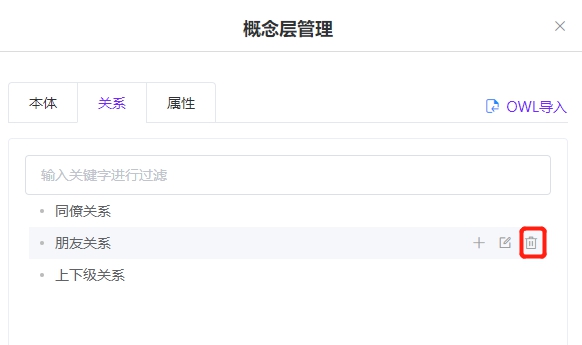 概念层管理
本体 关系 属性 OWL导入
输入关键字进行过滤
同僚关系
朋友关系
上下级关系